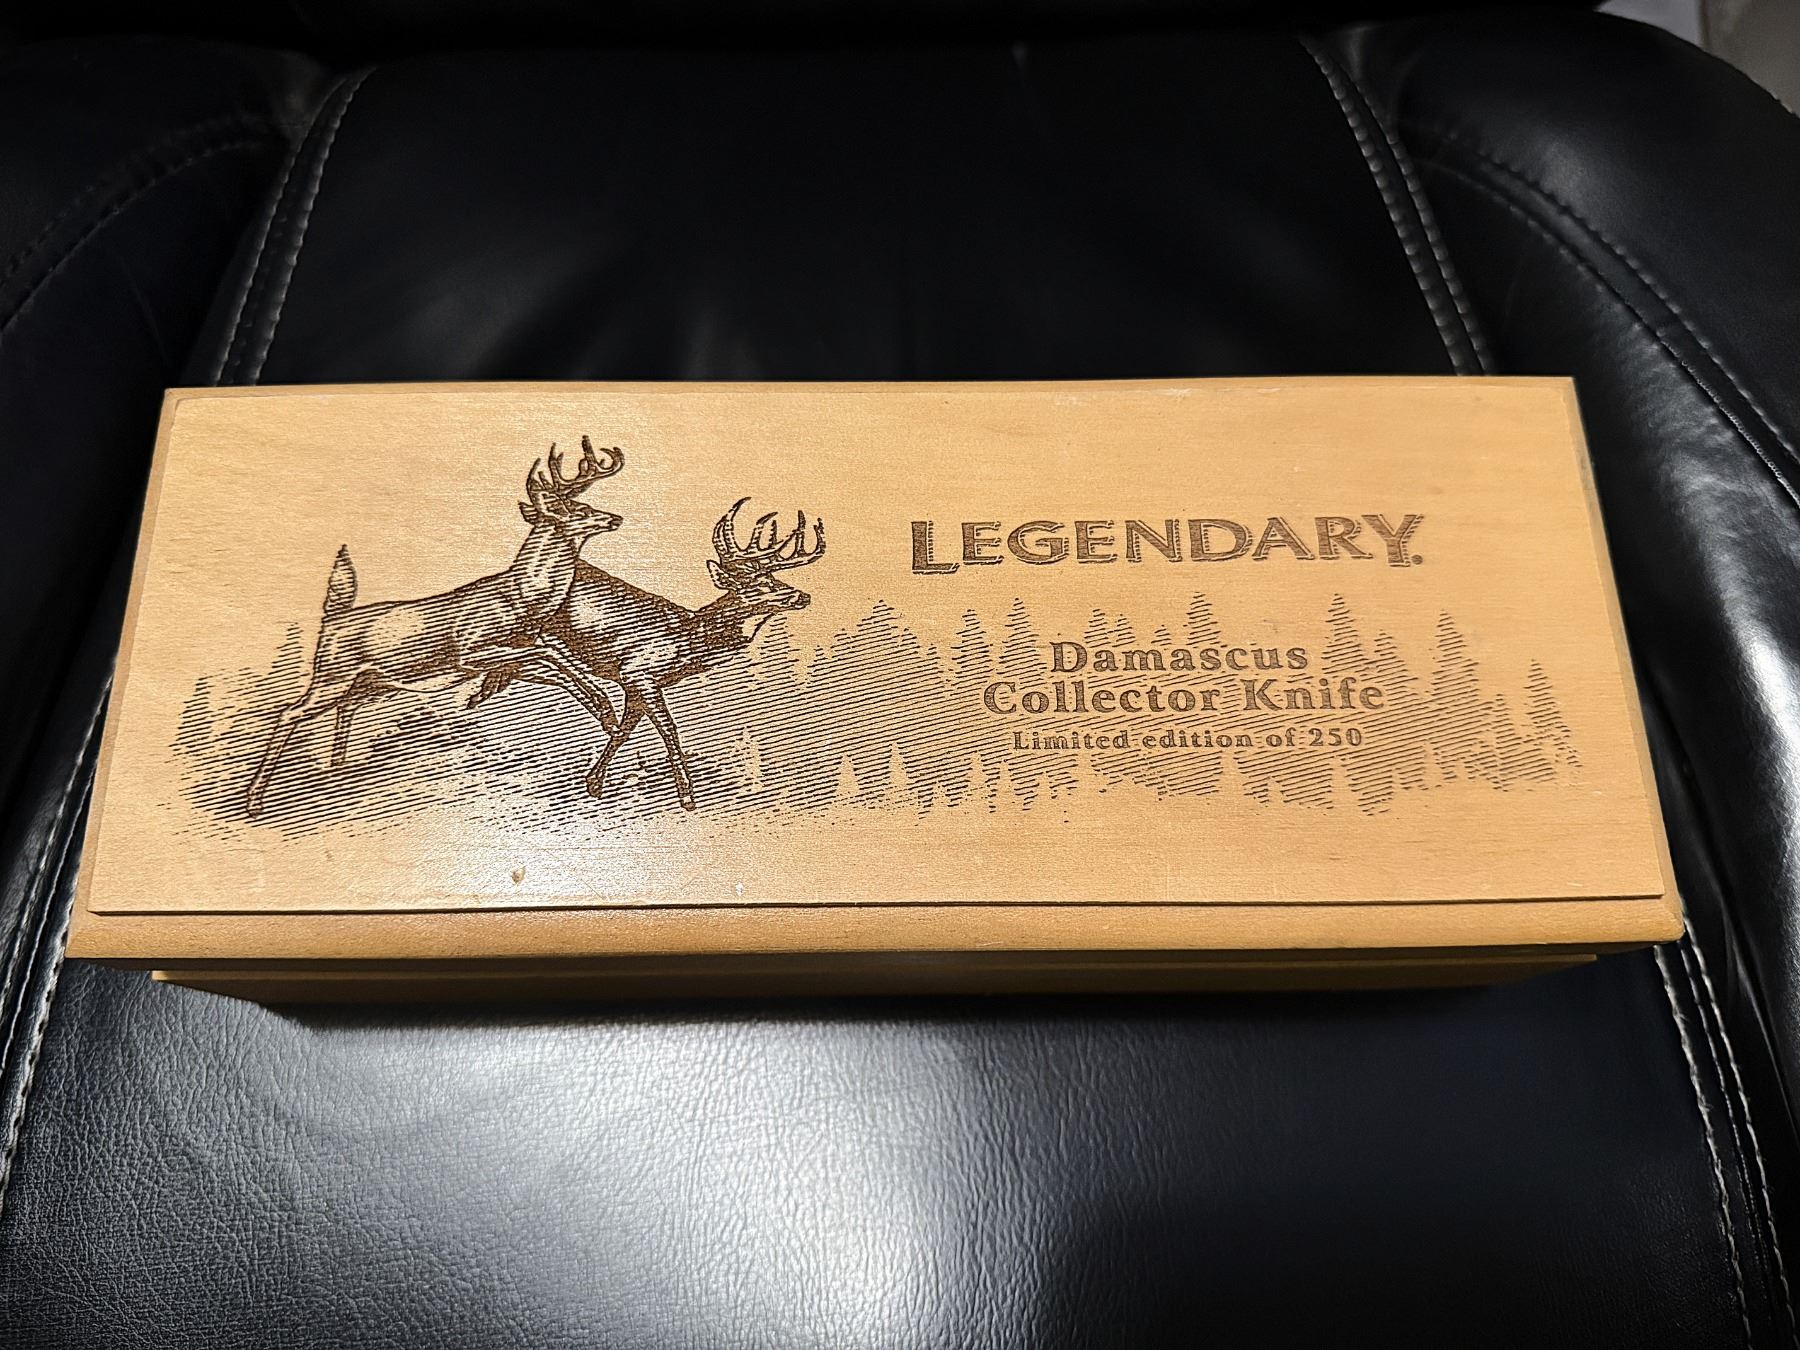 LEGENDARY.
Damascus
Collector Knife
Limited edition of 250